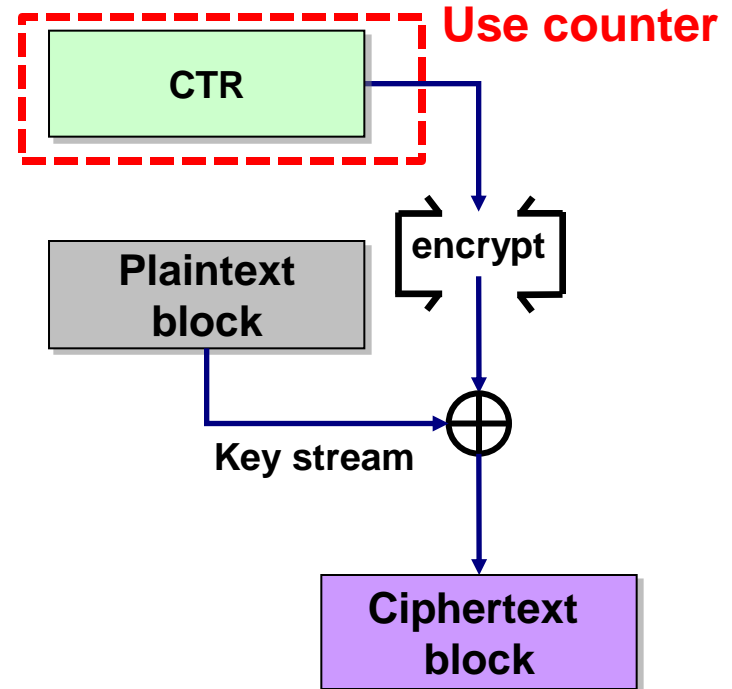 Use counter
CTR
encrypt
Plaintext
block
Key stream
Ciphertext
block